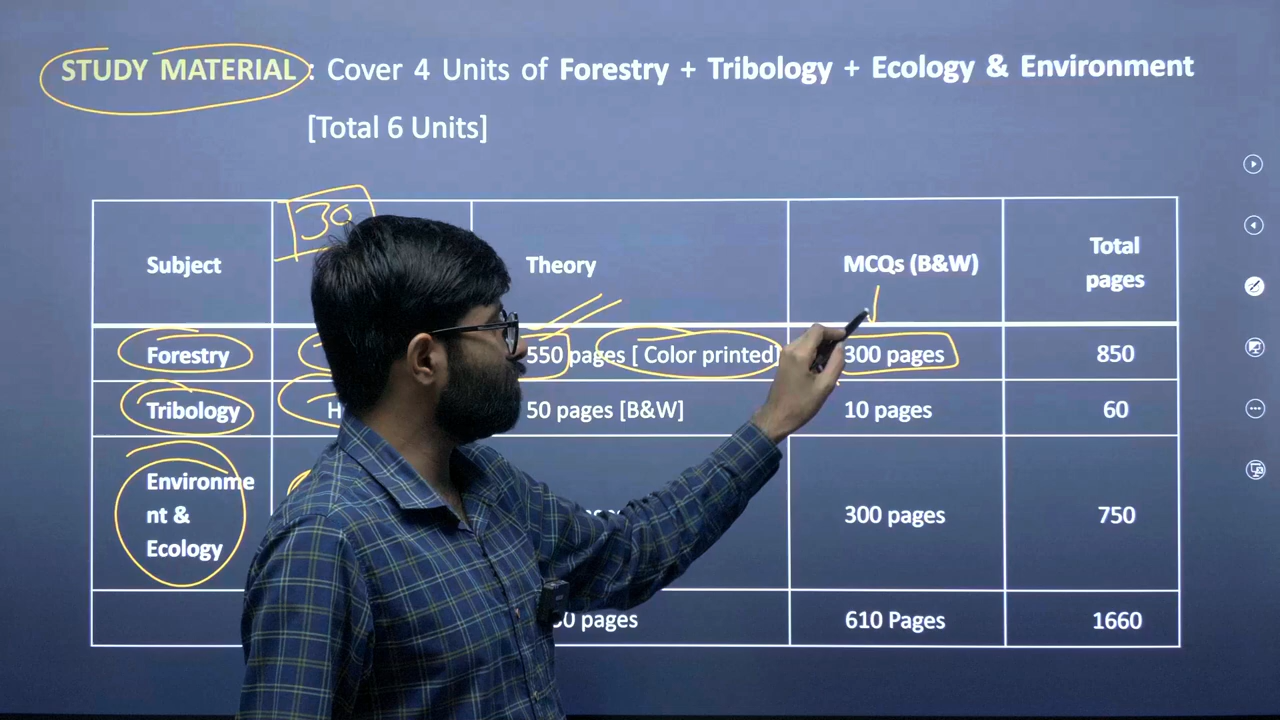 STUDY MATERIAL : Cover 4 Units of Forestry + Tribology + Ecology & Environment
[Total 6 Units]
30
Subject
Theory
MCQs (B&W)
Total
pages
Forestry
550 pages [ Color printed]
300 pages
850
Tribology
50 pages [B&W]
10 pages
60
Environme
nt &
Ecology
300 pages
750
pages
610 Pages
1660